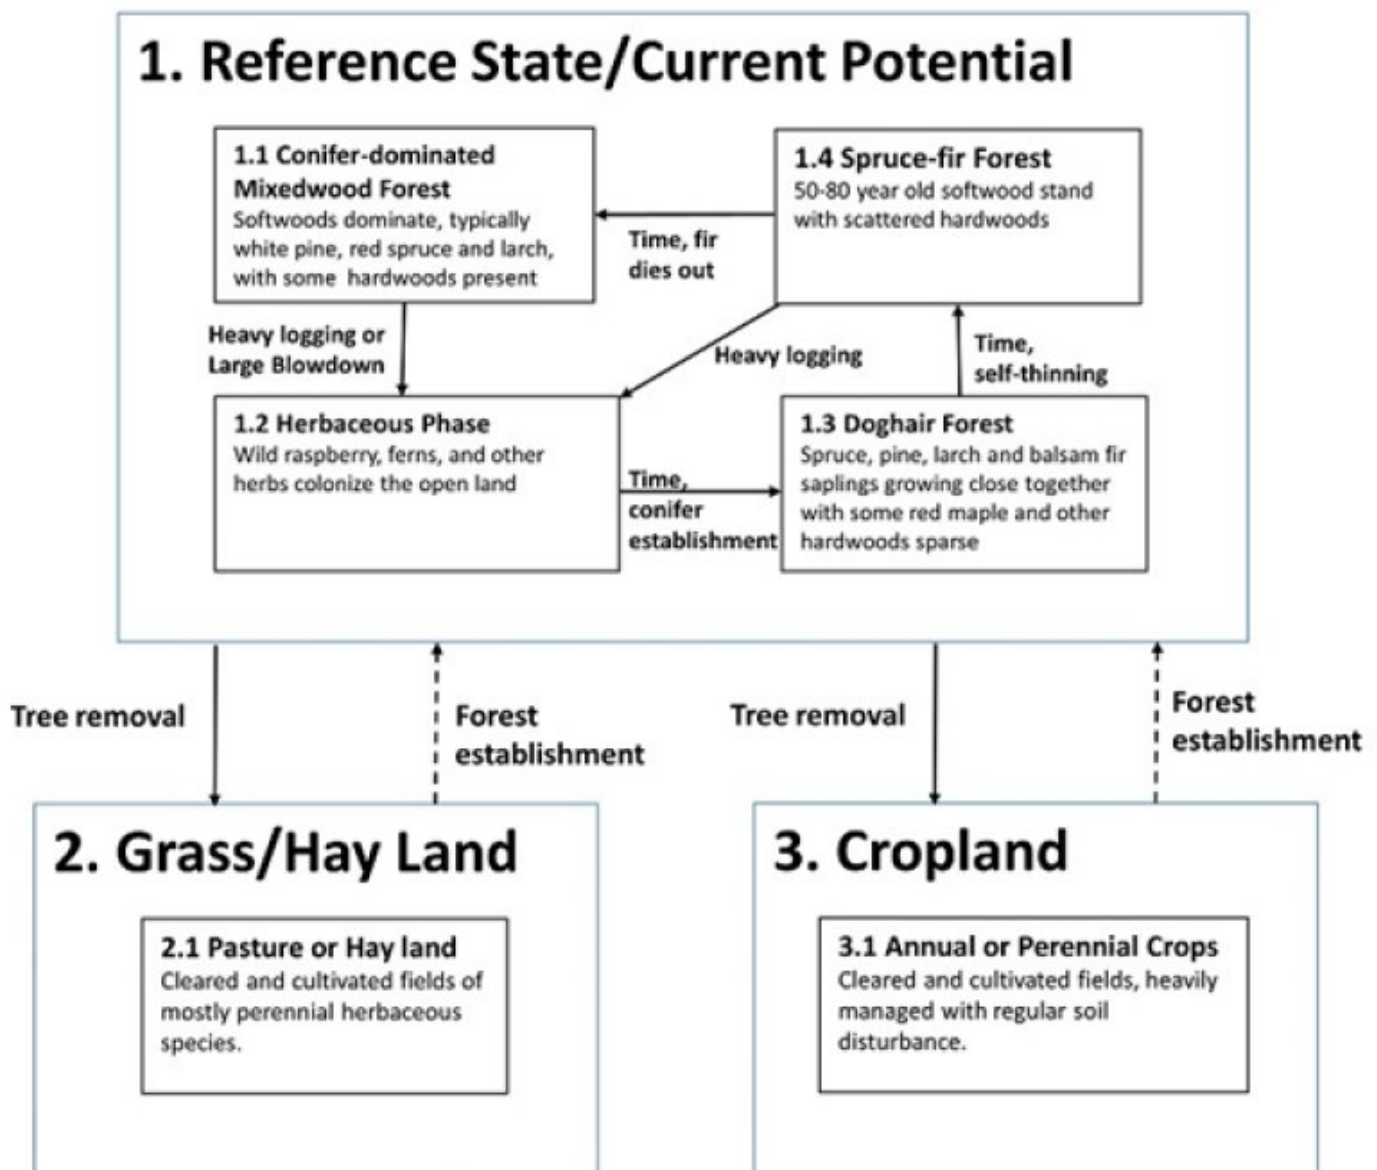 1. Reference State/Current Potential
1.1 Conifer-dominated
Mixedwood Forest
Softwoods dominate, typically
white pine, red spruce and larch,
with some hardwoods present
1.4 Spruce-fir Forest
50-80 year old softwood stand
with scattered hardwoods
Time, fir
dies out
Heavy logging or
Large Blowdown
Heavy logging
Time,
self-thinning
1.2 Herbaceous Phase
Wild raspberry, ferns, and other
herbs colonize the open land
Time,
conifer
establishment
1.3 Doghair Forest
Spruce, pine, larch and balsam fir
saplings growing close together
with some red maple and other
hardwoods sparse
Tree removal
Forest
establishment
Tree removal
Forest
establishment
2. Grass/Hay Land
2.1 Pasture or Hay land
Cleared and cultivated fields of
mostly perennial herbaceous
species.
3. Cropland
3.1 Annual or Perennial Crops
Cleared and cultivated fields, heavily
managed with regular soil
disturbance.